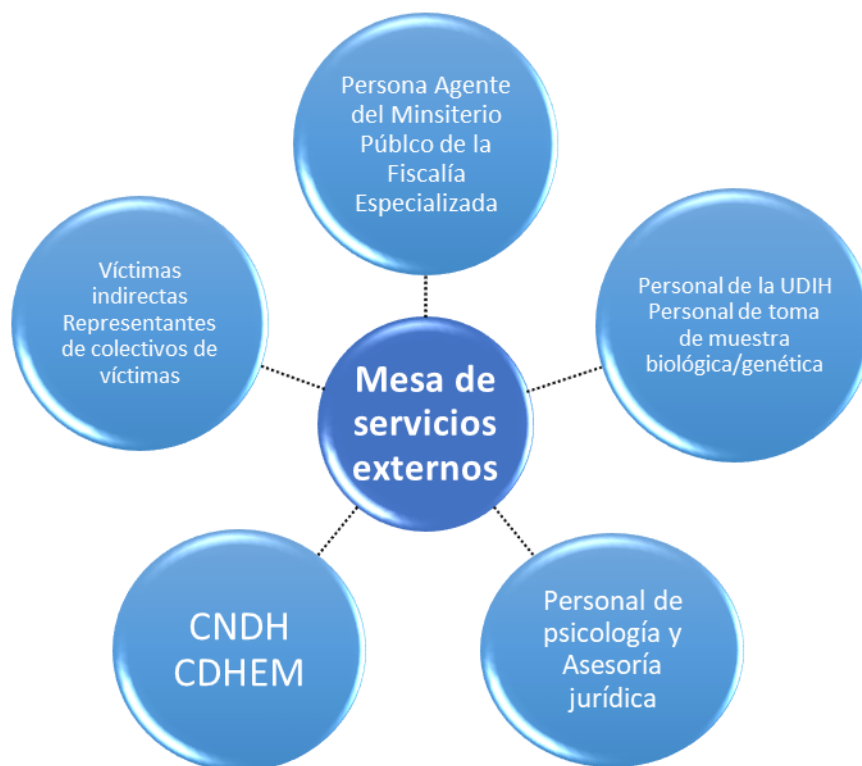 Persona Agente
del Minsiterio
Públco de la
Fiscalía
Especializada
Víctimas
indirectas
Representantes
de colectivos de
víctimas
Personal de la UDIH
Personal de toma
de muestra
biológica/genética
Mesa de
servicios
externos
CNDH
CDHEM
Personal de
psicología y
Asesoría
jurídica